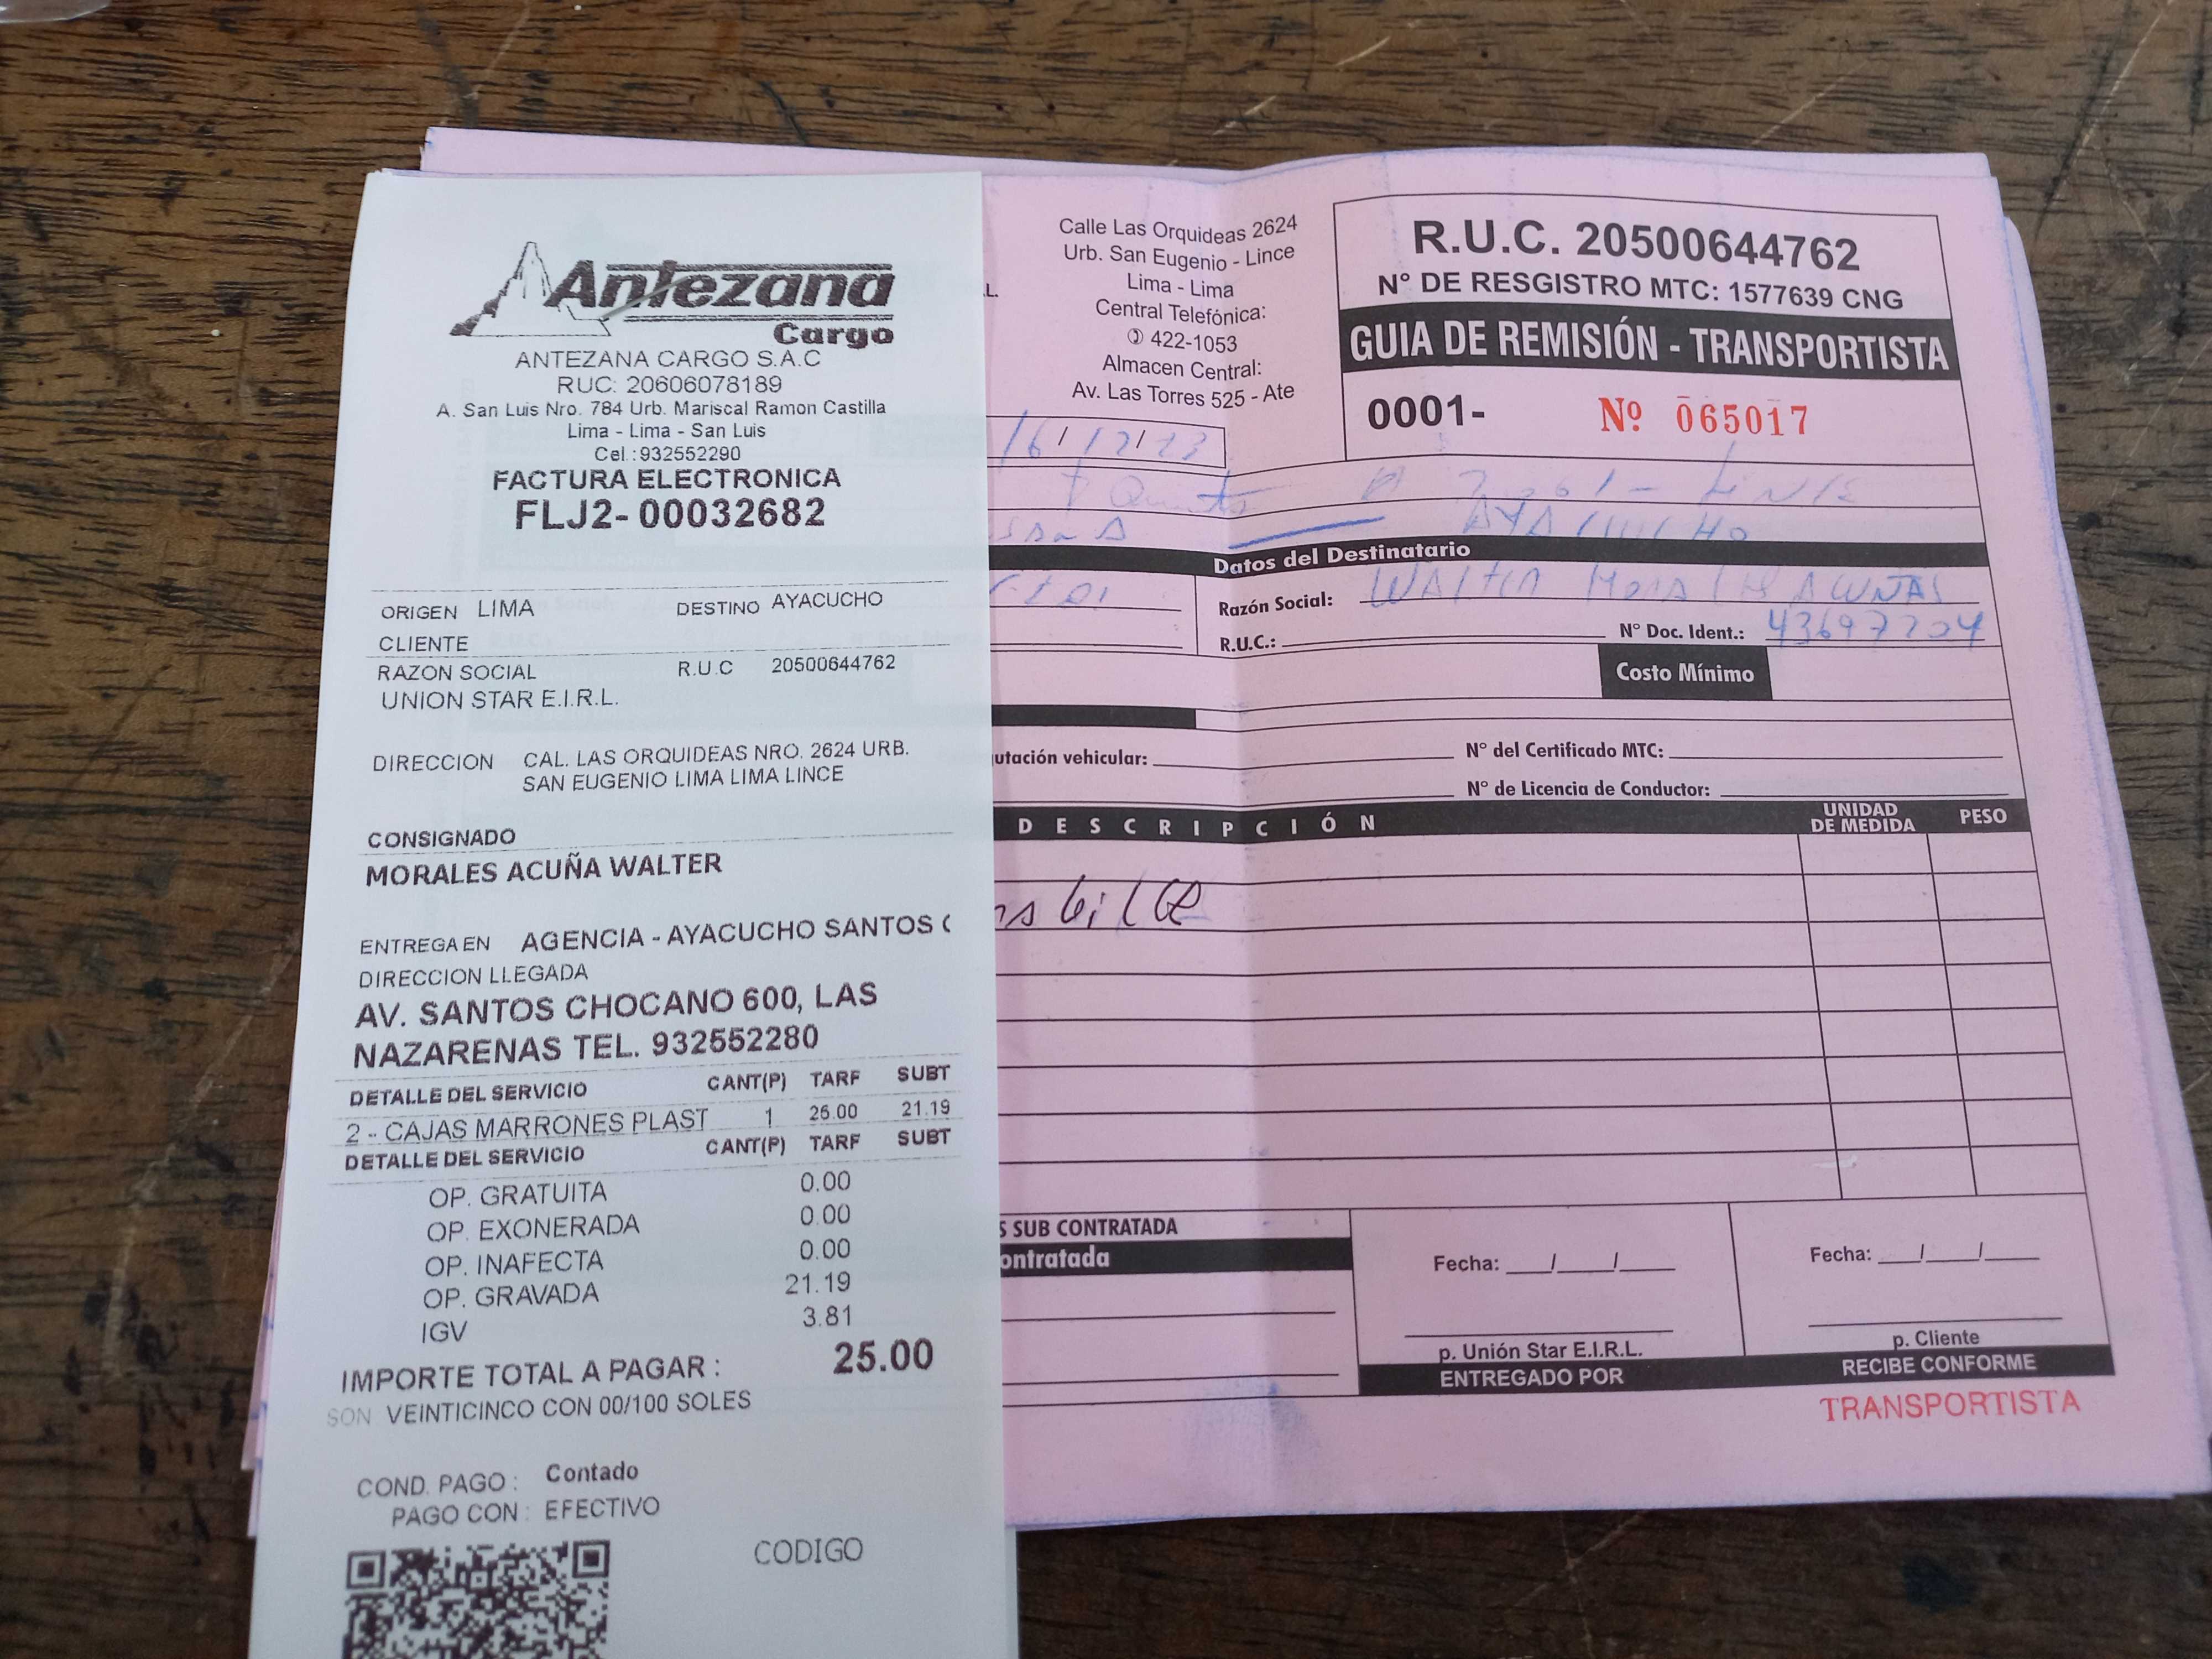 Antezana
Cargo
ANTEZANA CARGO S.A.C
RUC: 20606078189
A. San Luis Nro. 784 Urb. Mariscal Ramon Castilla
Lima - Lima - San Luis
Cel.:932552290
FACTURA ELECTRONICA
FLJ2- 00032682
ORIGEN LIMA DESTINO AYACUCHO
CLIENTE
RAZON SOCIAL R.U.C 20500644762
UNION STAR E.I.R.L.
DIRECCION CAL. LAS ORQUIDEAS NRO. 2624 URB.
SAN EUGENIO LIMA LIMA LINCE
CONSIGNADO
MORALES ACUÑA WALTER
ENTREGA EN AGENCIA - AYACUCHO SANTOS
DIRECCION LLEGADA
AV. SANTOS CHOCANO 600, LAS
NAZARENAS TEL. 932552280
DETALLE DEL SERVICIO CANT(P) TARF SUBT
2 - CAJAS MARRONES PLAST 1 25.00 21.19
DETALLE DEL SERVICIO CANT(P) TARF SUBT
OP. GRATUITA 0.00
OP. EXONERADA 0.00
OP. INAFECTA 0.00
OP. GRAVADA 21.19
IGV 3.81
IMPORTE TOTAL A PAGAR : 25.00
SON VEINTICINCO CON 00/100 SOLES
COND. PAGO : Contado
PAGO CON : EFECTIVO
CODIGO
L.
Calle Las Orquideas 2624
Urb. San Eugenio - Lince
Lima - Lima
Central Telefónica:
✆ 422-1053
Almacen Central:
Av. Las Torres 525 - Ate
R.U.C. 20500644762
N° DE RESGISTRO MTC: 1577639 CNG
GUIA DE REMISIÓN - TRANSPORTISTA
0001- Nº 065017
16/12/23
AYACUCHO
Datos del Destinatario
Razón Social: WALTER
R.U.C.: N° Doc. Ident.: 43697204
Costo Mínimo
utación vehicular: N° del Certificado MTC:
N° de Licencia de Conductor:
DESCRIPCIÓN UNIDAD DE MEDIDA PESO
S SUB CONTRATADA
ontratada
Fecha: / /
p. Unión Star E.I.R.L.
ENTREGADO POR
Fecha: / /
p. Cliente
RECIBE CONFORME
TRANSPORTISTA